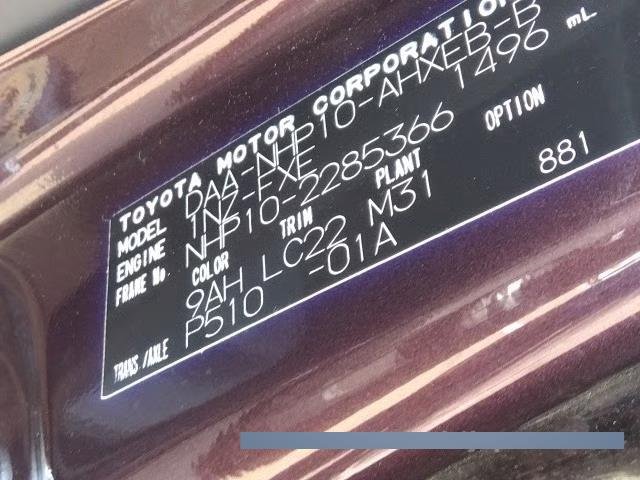 TOYOTA MOTOR CORPORATION
MODEL DAA-NHP10-AHXEB-B
ENGINE 1NZ-FXE 1496 mL
FRAME No NHP10-2285366
COLOR TRIM PLANT OPTION
9AH LC22 M31 881
TRANS./AXLE P510 -01A